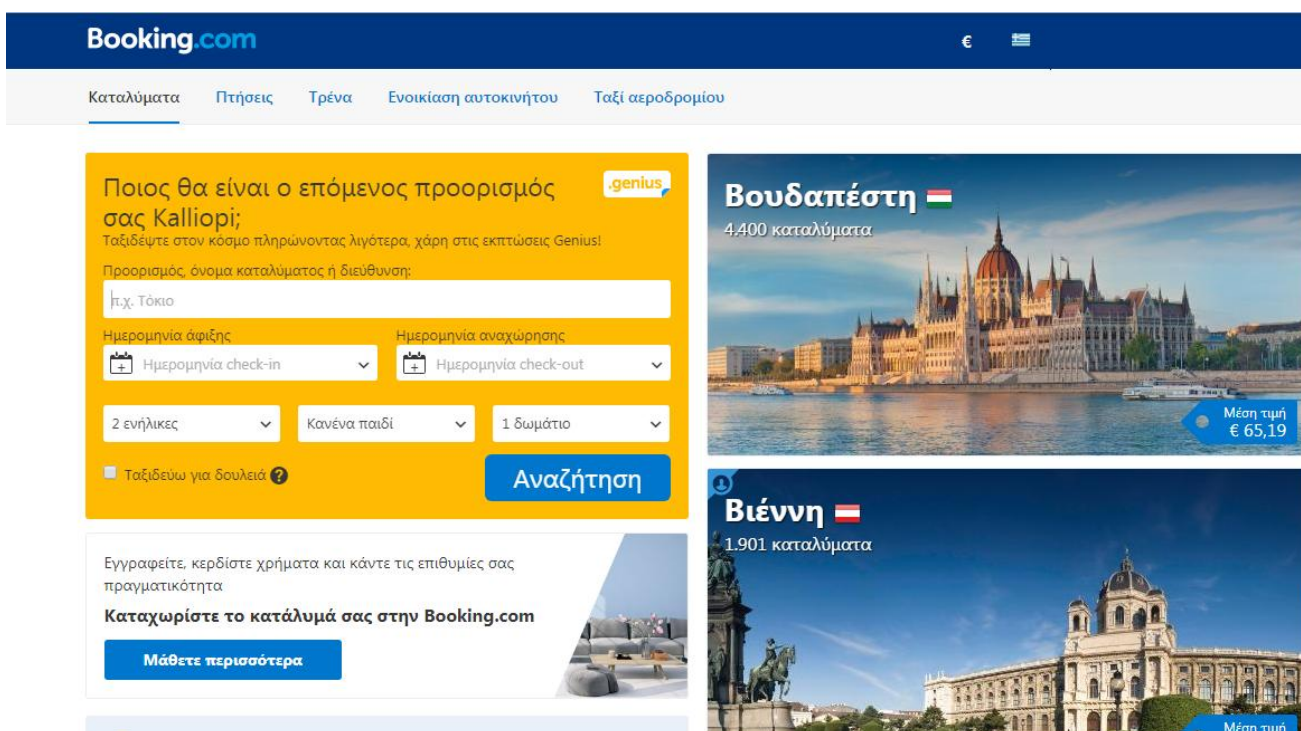 Booking.com
€
Καταλύματα Πτήσεις Τρένα Ενοικίαση αυτοκινήτου Ταξί αεροδρομίου
Ποιος θα είναι ο επόμενος προορισμός
σας Kalliopi;
.genius
Ταξιδέψτε στον κόσμο πληρώνοντας λιγότερα, χάρη στις εκπτώσεις Genius!
Προορισμός, όνομα καταλύματος ή διεύθυνση:
π.χ. Τόκιο
Ημερομηνία άφιξης Ημερομηνία αναχώρησης
Ημερομηνία check-in Ημερομηνία check-out
2 ενήλικες Κανένα παιδί 1 δωμάτιο
Ταξιδεύω για δουλειά ?
Αναζήτηση
Εγγραφείτε, κερδίστε χρήματα και κάντε τις επιθυμίες σας
πραγματικότητα
Καταχωρίστε το κατάλυμά σας στην Booking.com
Μάθετε περισσότερα
Βουδαπέστη
4.400 καταλύματα
Μέση τιμή
€ 65,19
Βιέννη
1.901 καταλύματα
Μέση τιμή